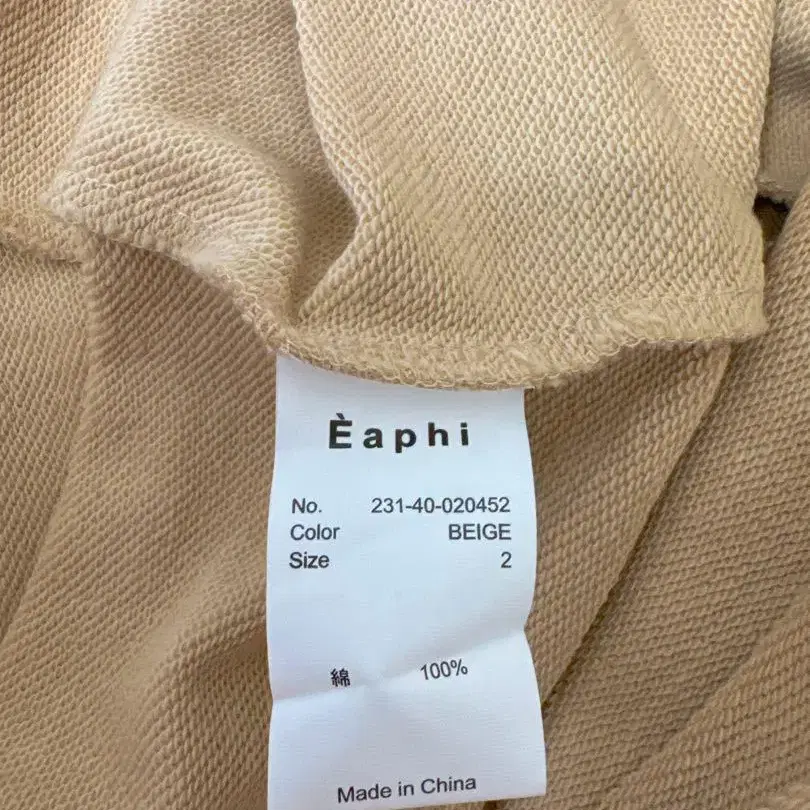 Èaphi
No. 231-40-020452
Color BEIGE
Size 2
綿 100%
Made in China